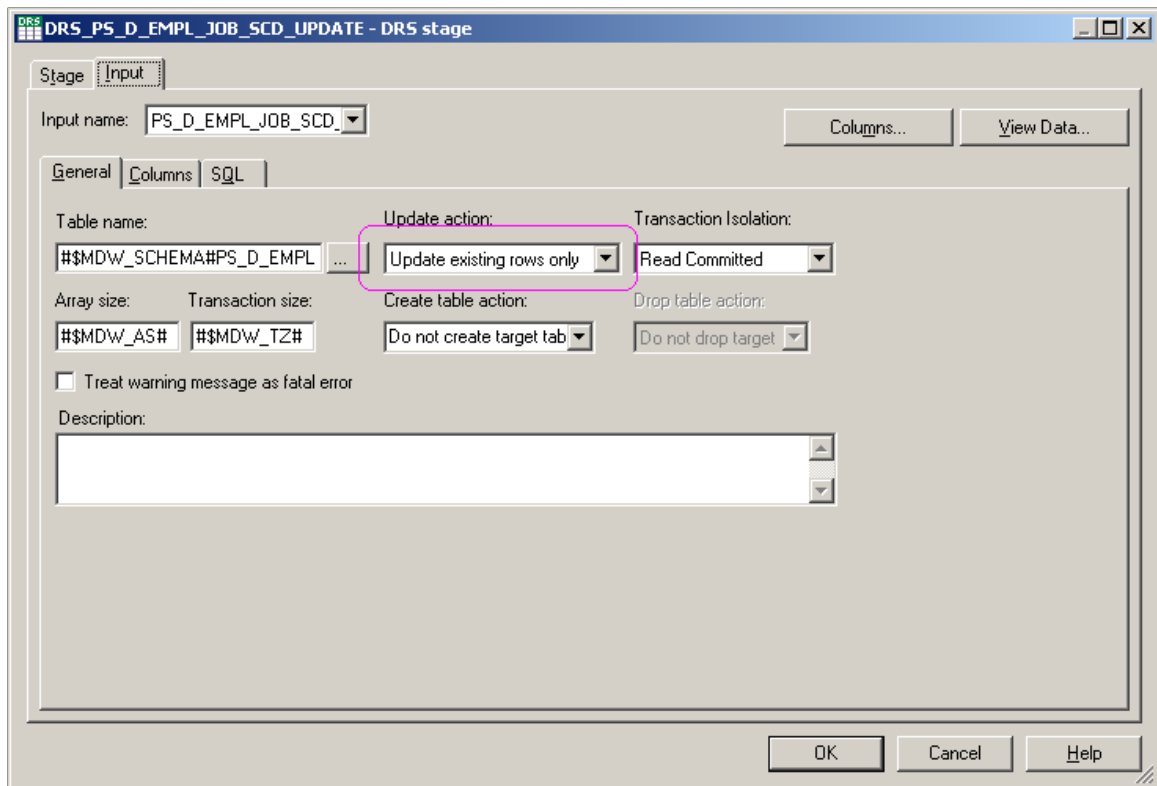 DRS DRS_PS_D_EMPL_JOB_SCD_UPDATE - DRS stage
Stage Input
Input name: PS_D_EMPL_JOB_SCD_ Columns... View Data...
General Columns SQL
Table name: Update action: Transaction Isolation:
#$MDW_SCHEMA#PS_D_EMPL ... Update existing rows only Read Committed
Array size: Transaction size: Create table action: Drop table action:
#$MDW_AS# #$MDW_TZ# Do not create target tab Do not drop target
Treat warning message as fatal error
Description:
OK Cancel Help